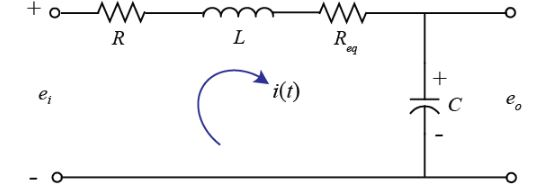 +
R
L
R_eq
e_i
i(t)
+
C
-
e_o
-